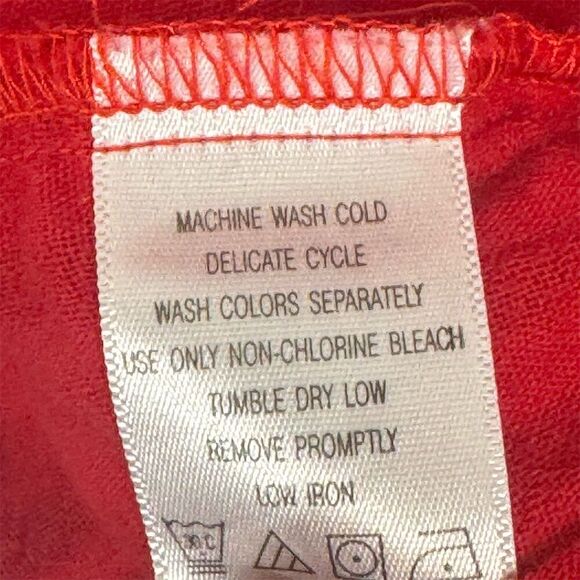 MACHINE WASH COLD
DELICATE CYCLE
WASH COLORS SEPARATELY
USE ONLY NON-CHLORINE BLEACH
TUMBLE DRY LOW
REMOVE PROMPTLY
LOW IRON
30°C